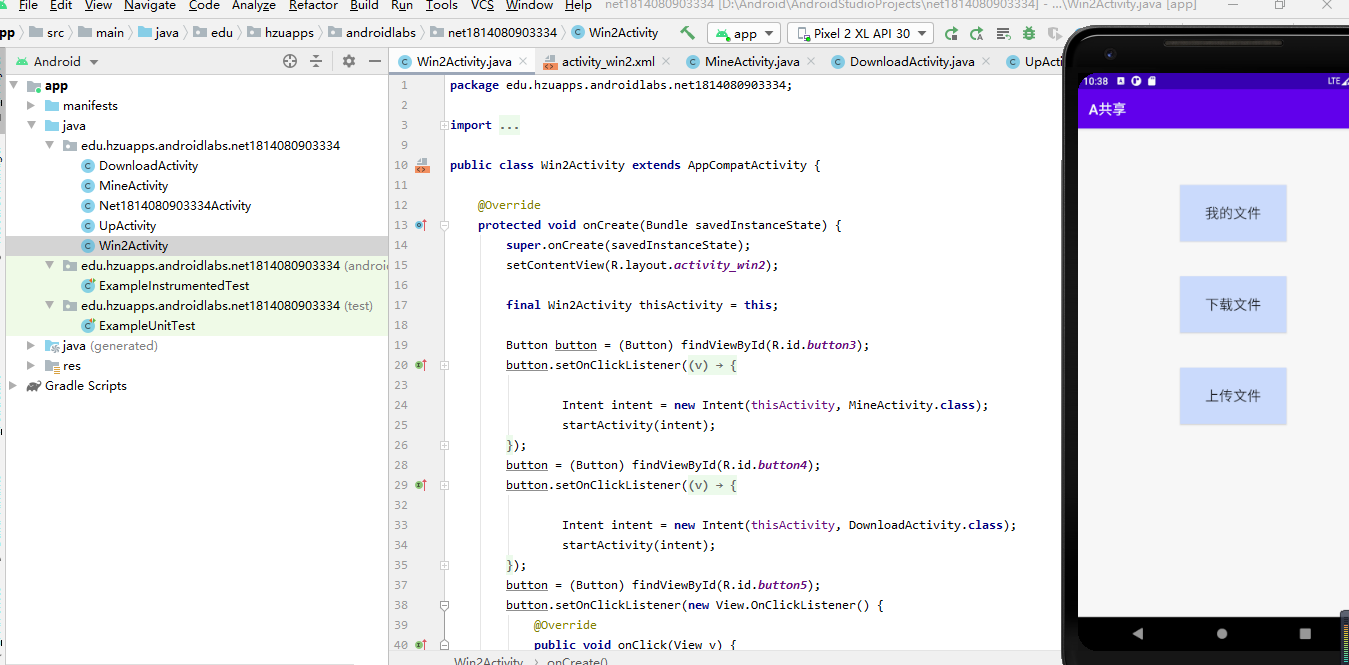 File Edit View Navigate Code Analyze Refactor Build Run Tools VCS Window Help net1814080903334 [D:\Android\AndroidStudioProjects\net1814080903334] - ...\Win2Activity.java [app]
pp src main java edu hzuapps androidlabs net1814080903334 Win2Activity app Pixel 2 XL API 30
Android
Win2Activity.java activity_win2.xml MineActivity.java DownloadActivity.java UpActi
app
manifests
java
edu.hzuapps.androidlabs.net1814080903334
DownloadActivity
MineActivity
Net1814080903334Activity
UpActivity
Win2Activity
edu.hzuapps.androidlabs.net1814080903334 (androi
ExampleInstrumentedTest
edu.hzuapps.androidlabs.net1814080903334 (test)
ExampleUnitTest
java (generated)
res
Gradle Scripts
1 package edu.hzuapps.androidlabs.net1814080903334;
2
3 import ...
9
10 public class Win2Activity extends AppCompatActivity {
11
12 @Override
13 protected void onCreate(Bundle savedInstanceState) {
14 super.onCreate(savedInstanceState);
15 setContentView(R.layout.activity_win2);
16
17 final Win2Activity thisActivity = this;
18
19 Button button = (Button) findViewById(R.id.button3);
20 button.setOnClickListener((v) → {
23
24 Intent intent = new Intent(thisActivity, MineActivity.class);
25 startActivity(intent);
26 });
28 button = (Button) findViewById(R.id.button4);
29 button.setOnClickListener((v) → {
32
33 Intent intent = new Intent(thisActivity, DownloadActivity.class);
34 startActivity(intent);
35 });
37 button = (Button) findViewById(R.id.button5);
38 button.setOnClickListener(new View.OnClickListener() {
39 @Override
40 public void onClick(View v) {
Win2Activity › onCreate()
10:38 LTE
A共享
我的文件
下载文件
上传文件